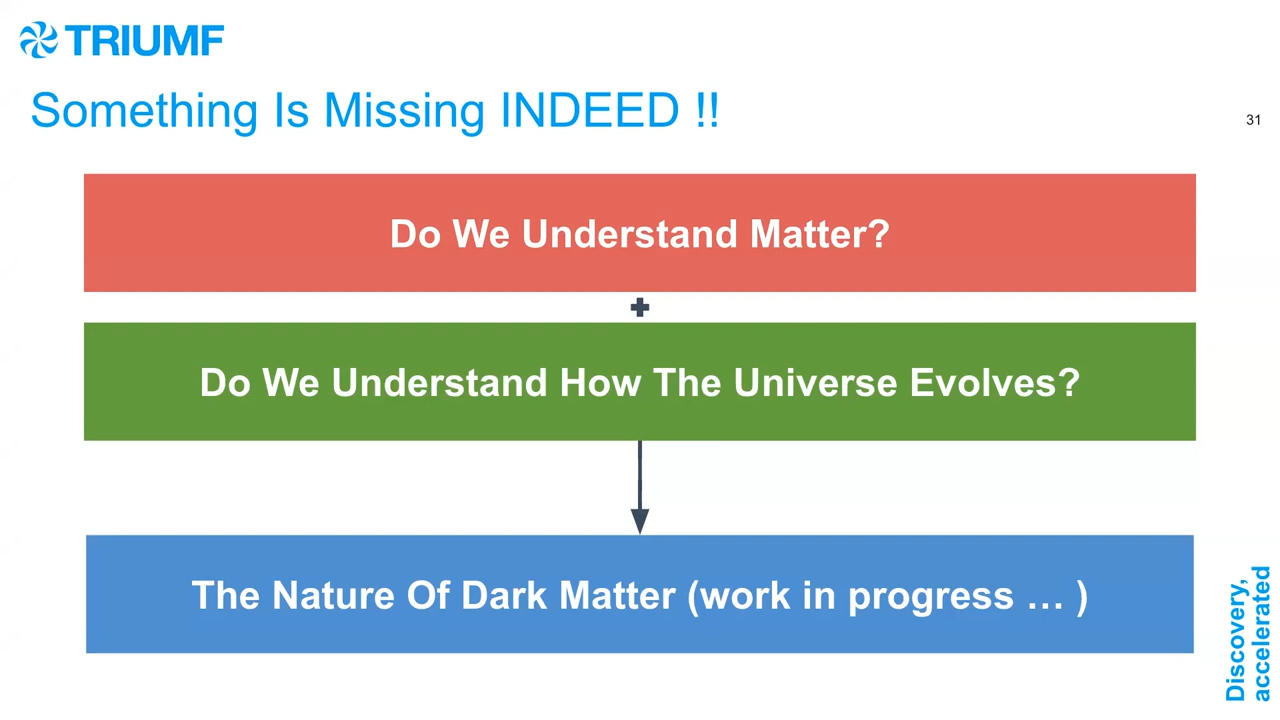 TRIUMF
Something Is Missing INDEED !!
31
Do We Understand Matter?
+
Do We Understand How The Universe Evolves?
The Nature Of Dark Matter (work in progress … )
Discovery,
accelerated